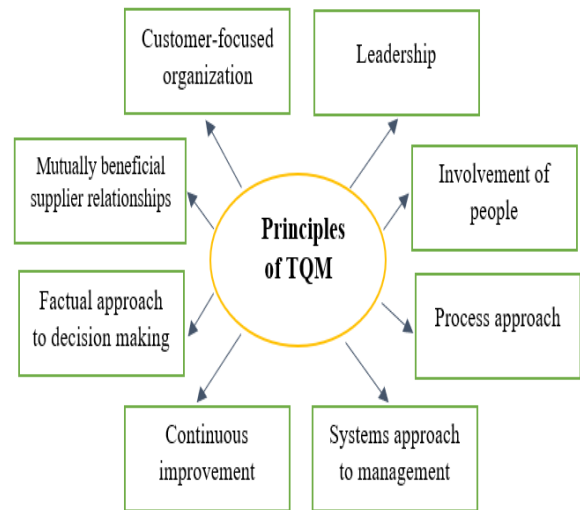 Customer-focused
organization
Leadership
Mutually beneficial
supplier relationships
Involvement of
people
Principles
of TQM
Factual approach
to decision making
Process approach
Continuous
improvement
Systems approach
to management